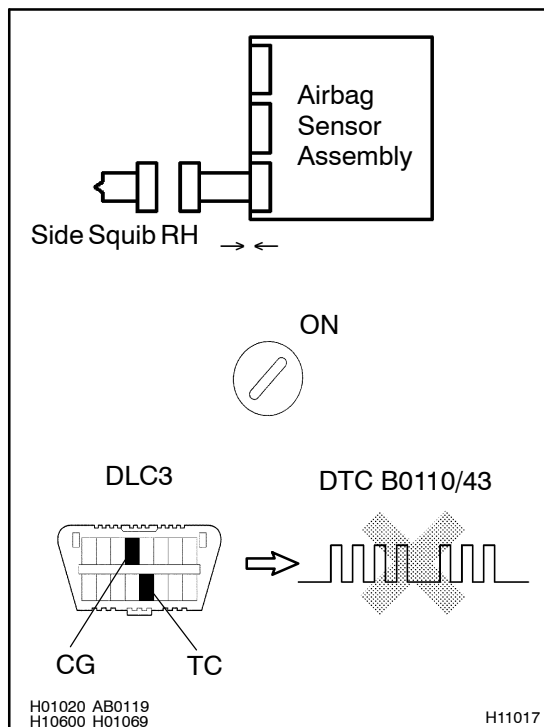 Airbag
Sensor
Assembly
Side Squib RH
ON
DLC3
DTC B0110/43
CG
TC
H01020 AB0119
H10600 H01069
H11017